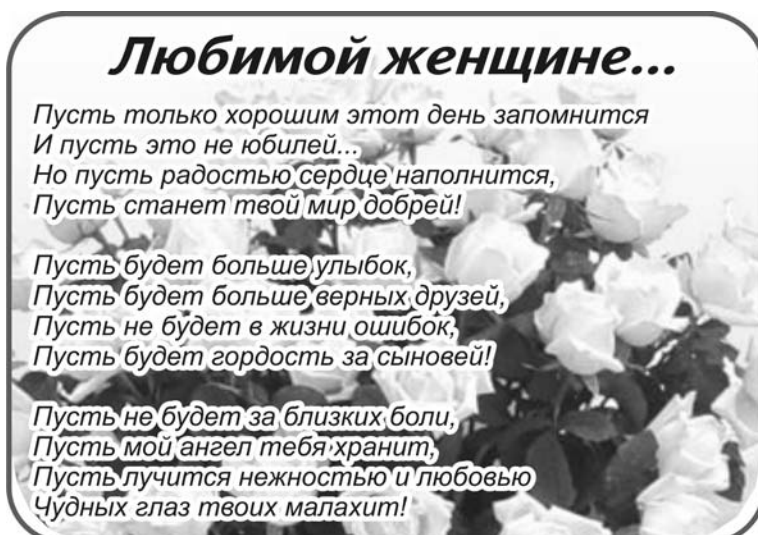 Любимой женщине...
Пусть только хорошим этот день запомнится
И пусть это не юбилей...
Но пусть радостью сердце наполнится,
Пусть станет твой мир добрей!
Пусть будет больше улыбок,
Пусть будет больше верных друзей,
Пусть не будет в жизни ошибок,
Пусть будет гордость за сыновей!
Пусть не будет за близких боли,
Пусть мой ангел тебя хранит,
Пусть лучится нежностью и любовью
Чудных глаз твоих малахит!